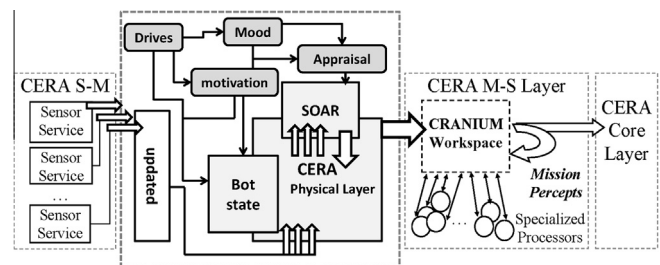 CERA S-M
Sensor
Service
Sensor
Service
...
Sensor
Service
updated
Drives
Mood
Appraisal
motivation
SOAR
CERA
Physical Layer
Bot
state
CERA M-S Layer
CRANIUM
Workspace
Mission
Percepts
...
Specialized
Processors
CERA
Core
Layer